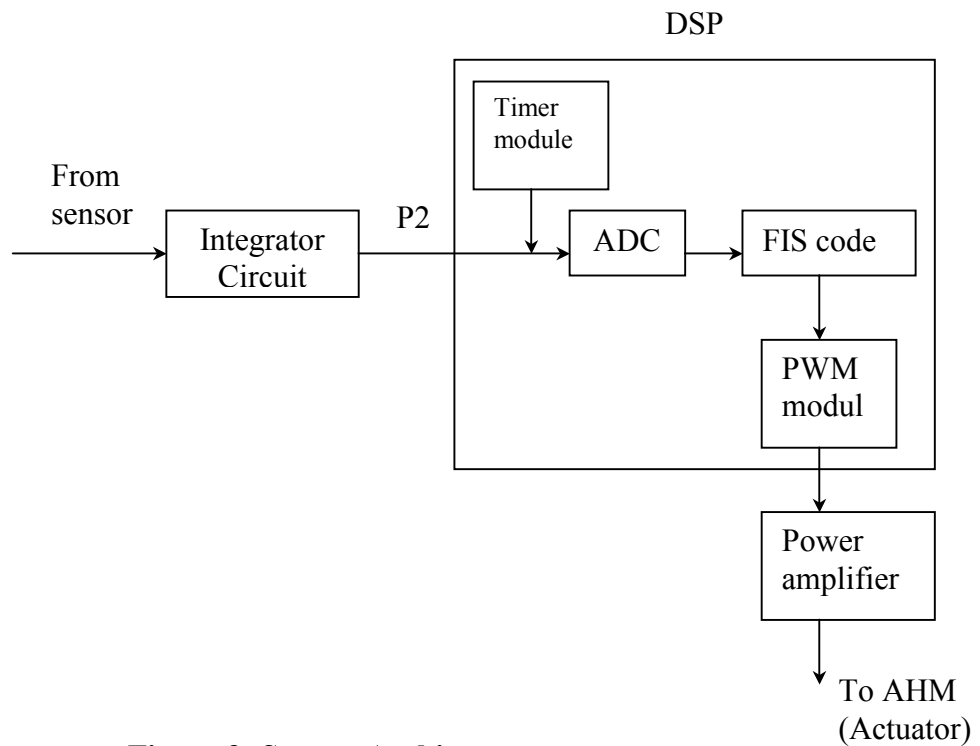 DSP
Timer
module
From
sensor
Integrator
Circuit
P2
ADC
FIS code
PWM
modul
Power
amplifier
To AHM
(Actuator)